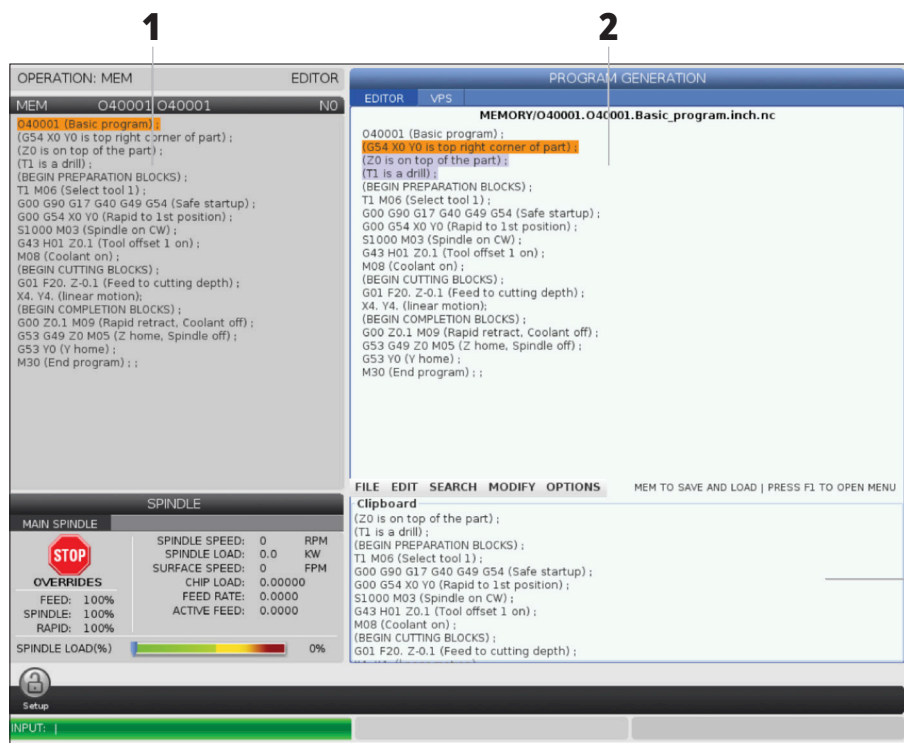 1
2
OPERATION: MEM EDITOR
MEM O40001 O40001 N0
O40001 (Basic program) ;
(G54 X0 Y0 is top right corner of part) ;
(Z0 is on top of the part) ;
(T1 is a drill) ;
(BEGIN PREPARATION BLOCKS) ;
T1 M06 (Select tool 1) ;
G00 G90 G17 G40 G49 G54 (Safe startup) ;
G00 G54 X0 Y0 (Rapid to 1st position) ;
S1000 M03 (Spindle on CW) ;
G43 H01 Z0.1 (Tool offset 1 on) ;
M08 (Coolant on) ;
(BEGIN CUTTING BLOCKS) ;
G01 F20. Z-0.1 (Feed to cutting depth) ;
X4. Y4. (linear motion);
(BEGIN COMPLETION BLOCKS) ;
G00 Z0.1 M09 (Rapid retract, Coolant off) ;
G53 G49 Z0 M05 (Z home, Spindle off) ;
G53 Y0 (Y home) ;
M30 (End program) ; ;
PROGRAM GENERATION
EDITOR VPS
MEMORY/O40001.O40001.Basic_program.inch.nc
O40001 (Basic program) ;
(G54 X0 Y0 is top right corner of part) ;
(Z0 is on top of the part) ;
(T1 is a drill) ;
(BEGIN PREPARATION BLOCKS) ;
T1 M06 (Select tool 1) ;
G00 G90 G17 G40 G49 G54 (Safe startup) ;
G00 G54 X0 Y0 (Rapid to 1st position) ;
S1000 M03 (Spindle on CW) ;
G43 H01 Z0.1 (Tool offset 1 on) ;
M08 (Coolant on) ;
(BEGIN CUTTING BLOCKS) ;
G01 F20. Z-0.1 (Feed to cutting depth) ;
X4. Y4. (linear motion);
(BEGIN COMPLETION BLOCKS) ;
G00 Z0.1 M09 (Rapid retract, Coolant off) ;
G53 G49 Z0 M05 (Z home, Spindle off) ;
G53 Y0 (Y home) ;
M30 (End program) ; ;
FILE EDIT SEARCH MODIFY OPTIONS MEM TO SAVE AND LOAD | PRESS F1 TO OPEN MENU
Clipboard
(Z0 is on top of the part) ;
(T1 is a drill) ;
(BEGIN PREPARATION BLOCKS) ;
T1 M06 (Select tool 1) ;
G00 G90 G17 G40 G49 G54 (Safe startup) ;
G00 G54 X0 Y0 (Rapid to 1st position) ;
S1000 M03 (Spindle on CW) ;
G43 H01 Z0.1 (Tool offset 1 on) ;
M08 (Coolant on) ;
(BEGIN CUTTING BLOCKS) ;
G01 F20. Z-0.1 (Feed to cutting depth) ;
SPINDLE
MAIN SPINDLE
STOP
OVERRIDES
FEED: 100%
SPINDLE: 100%
RAPID: 100%
SPINDLE SPEED: 0 RPM
SPINDLE LOAD: 0.0 KW
SURFACE SPEED: 0 FPM
CHIP LOAD: 0.00000
FEED RATE: 0.0000
ACTIVE FEED: 0.0000
SPINDLE LOAD(%) 0%
Setup
INPUT: |